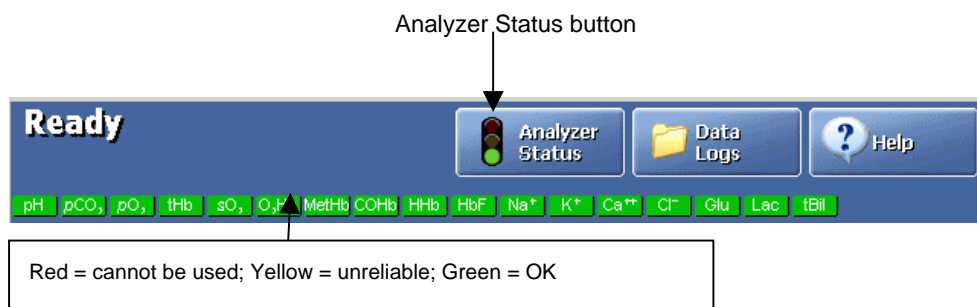 Analyzer Status button
Ready
Analyzer
Status
Data
Logs
Help
pH pCO₂ pO₂ tHb sO₂ MetHb COHb HHb HbF Na⁺ K⁺ Ca⁺⁺ Cl⁻ Glu Lac tBil
Red = cannot be used; Yellow = unreliable; Green = OK